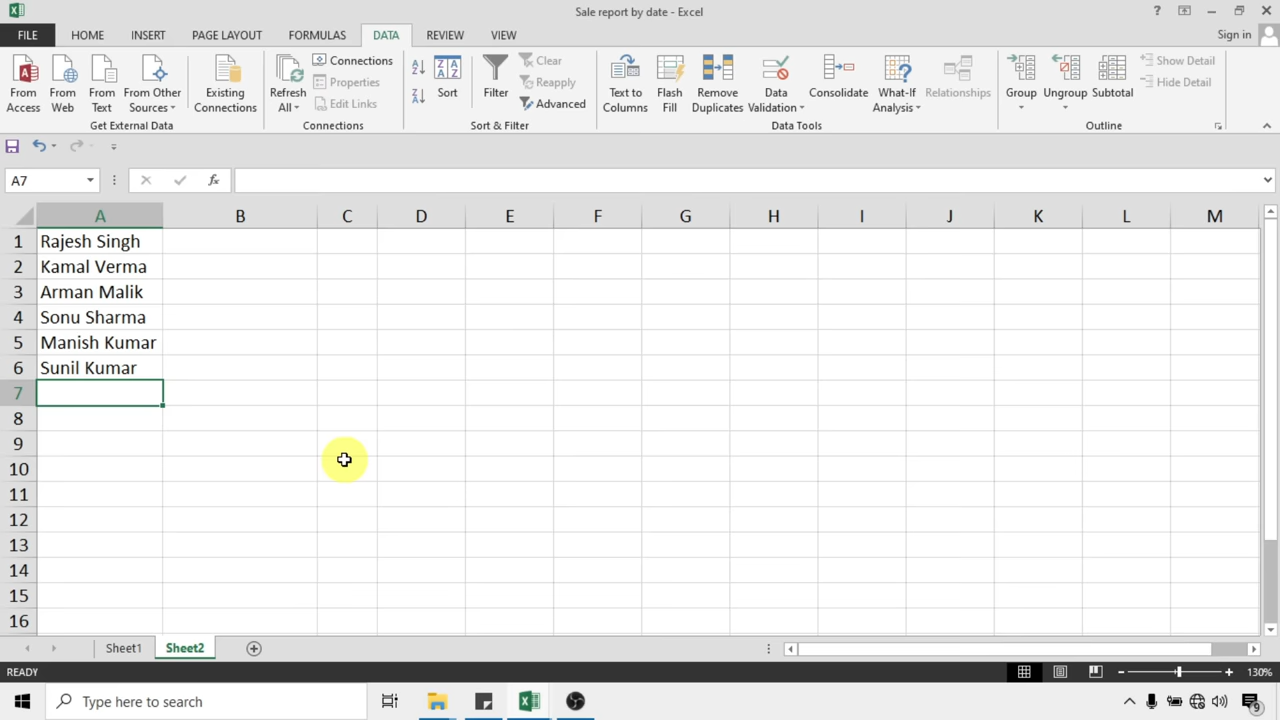 Sale report by date - Excel
?
Sign in
FILE HOME INSERT PAGE LAYOUT FORMULAS DATA REVIEW VIEW
From Access
From Web
From Text
From Other Sources
Existing Connections
Get External Data
Refresh All
Connections
Properties
Edit Links
Connections
Sort
Filter
Clear
Reapply
Advanced
Sort & Filter
Text to Columns
Flash Fill
Remove Duplicates
Data Validation
Consolidate
What-If Analysis
Relationships
Data Tools
Group
Ungroup
Subtotal
Show Detail
Hide Detail
Outline
A7
fx
A B C D E F G H I J K L M
1 Rajesh Singh
2 Kamal Verma
3 Arman Malik
4 Sonu Sharma
5 Manish Kumar
6 Sunil Kumar
7
8
9
10
11
12
13
14
15
16
Sheet1 Sheet2
READY
130%
Type here to search
9